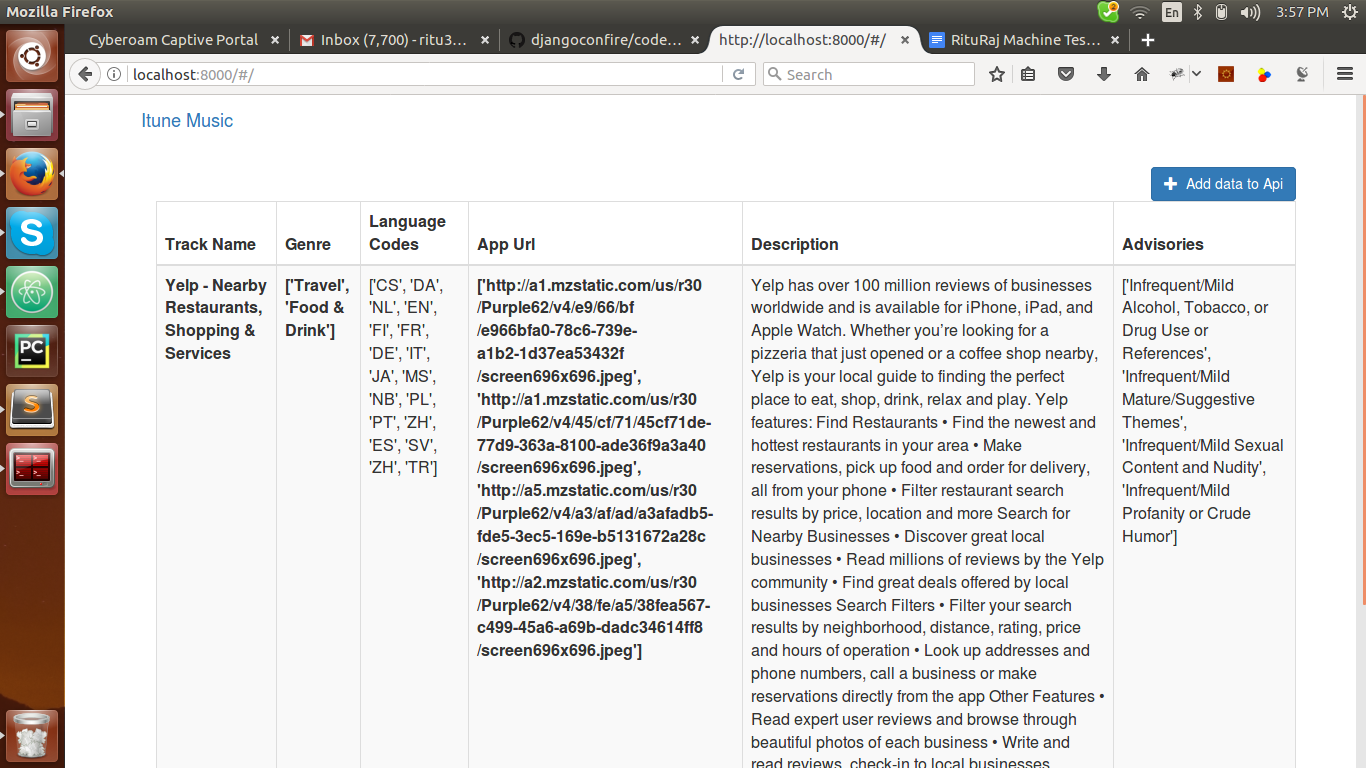 Mozilla Firefox
2
En
3:57 PM
Cyberoam Captive Portal
Inbox (7,700) - ritu3...
djangoconfire/code...
http://localhost:8000/#/
RituRaj Machine Tes...
localhost:8000/#/
Search
Itune Music
Add data to Api
Track Name
Genre
Language
Codes
App Url
Description
Advisories
Yelp - Nearby
Restaurants,
Shopping &
Services
['Travel',
'Food &
Drink']
['CS', 'DA',
'NL', 'EN',
'FI', 'FR',
'DE', 'IT',
'JA', 'MS',
'NB', 'PL',
'PT', 'ZH',
'ES', 'SV',
'ZH', 'TR']
['http://a1.mzstatic.com/us/r30
/Purple62/v4/e9/66/bf
/e966bfa0-78c6-739e-
a1b2-1d37ea53432f
/screen696x696.jpeg',
'http://a1.mzstatic.com/us/r30
/Purple62/v4/45/cf/71/45cf71de-
77d9-363a-8100-ade36f9a3a40
/screen696x696.jpeg',
'http://a5.mzstatic.com/us/r30
/Purple62/v4/a3/af/ad/a3afadb5-
fde5-3ec5-169e-b5131672a28c
/screen696x696.jpeg',
'http://a2.mzstatic.com/us/r30
/Purple62/v4/38/fe/a5/38fea567-
c499-45a6-a69b-dadc34614ff8
/screen696x696.jpeg']
Yelp has over 100 million reviews of businesses
worldwide and is available for iPhone, iPad, and
Apple Watch. Whether you’re looking for a
pizzeria that just opened or a coffee shop nearby,
Yelp is your local guide to finding the perfect
place to eat, shop, drink, relax and play. Yelp
features: Find Restaurants • Find the newest and
hottest restaurants in your area • Make
reservations, pick up food and order for delivery,
all from your phone • Filter restaurant search
results by price, location and more Search for
Nearby Businesses • Discover great local
businesses • Read millions of reviews by the Yelp
community • Find great deals offered by local
businesses Search Filters • Filter your search
results by neighborhood, distance, rating, price
and hours of operation • Look up addresses and
phone numbers, call a business or make
reservations directly from the app Other Features •
Read expert user reviews and browse through
beautiful photos of each business • Write and
read reviews, check-in to local businesses
['Infrequent/Mild
Alcohol, Tobacco, or
Drug Use or
References',
'Infrequent/Mild
Mature/Suggestive
Themes',
'Infrequent/Mild Sexual
Content and Nudity',
'Infrequent/Mild
Profanity or Crude
Humor']
S
PC
S